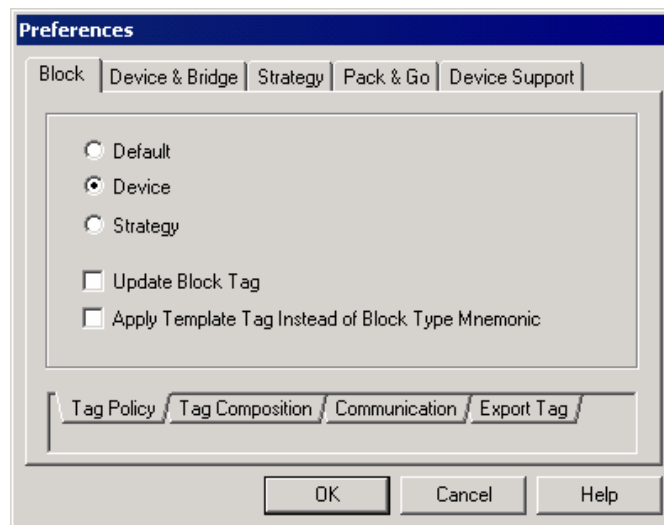 Preferences
Block Device & Bridge Strategy Pack & Go Device Support
Default
Device
Strategy
Update Block Tag
Apply Template Tag Instead of Block Type Mnemonic
Tag Policy Tag Composition Communication Export Tag
OK Cancel Help